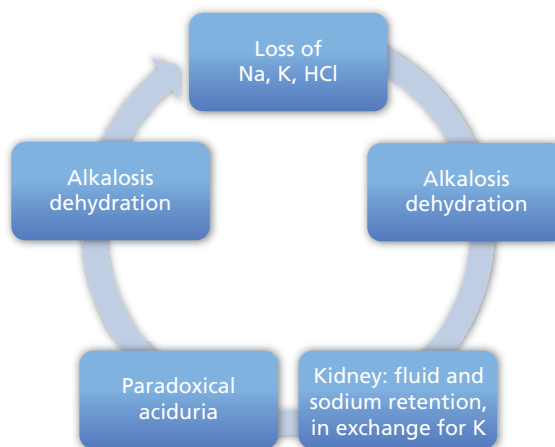 Loss of
Na, K, HCl
Alkalosis
dehydration
Kidney: fluid and
sodium retention,
in exchange for K
Paradoxical
aciduria
Alkalosis
dehydration